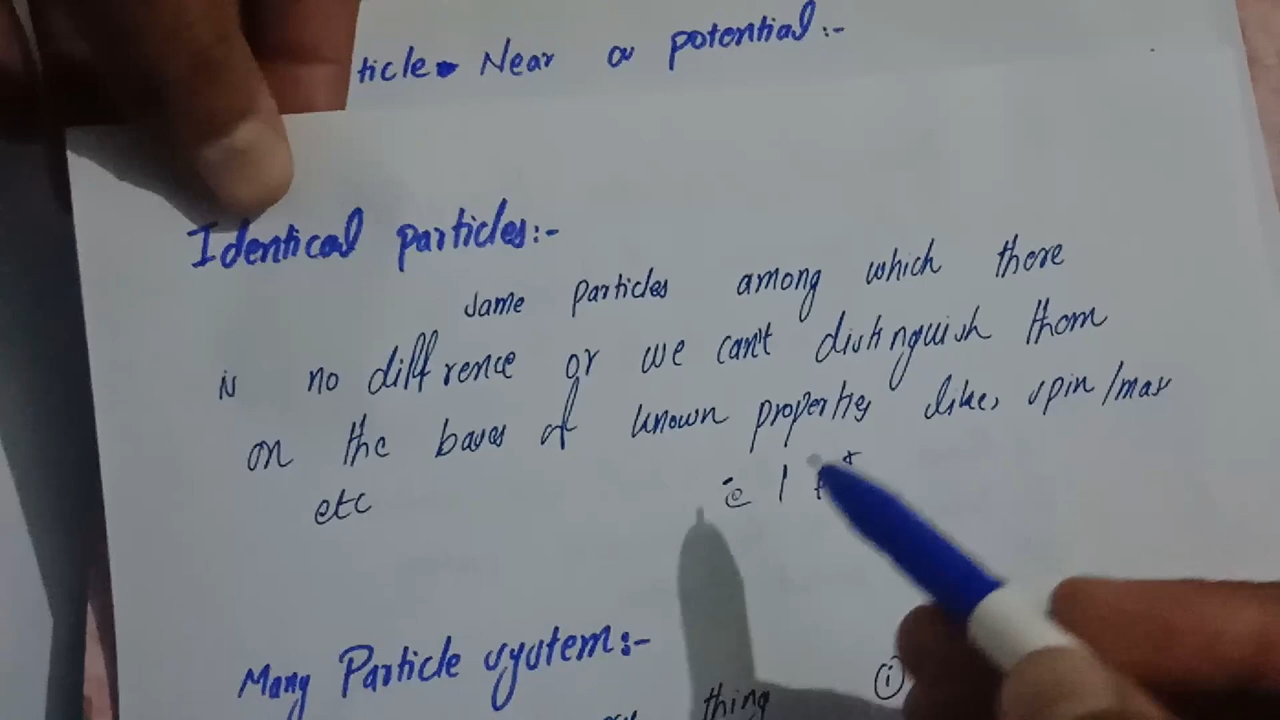 ticle Near a potential:-
Identical particles:-
Same particles among which there
is no diffrence or we can't distinguish them
on the bases of known properties like, spin/mas
etc e /
Many Particle system:-
thing (i)